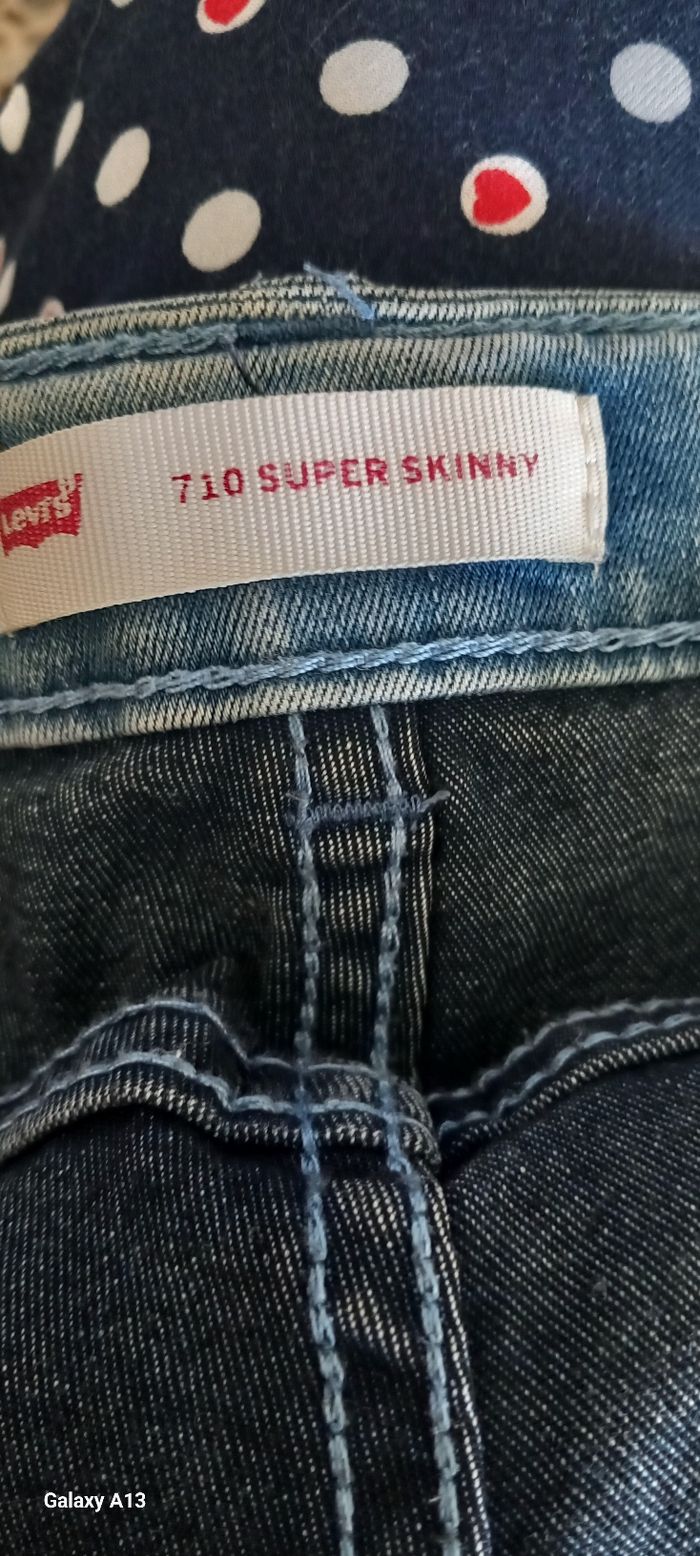 Levi's
710 SUPER SKINNY
Galaxy A13